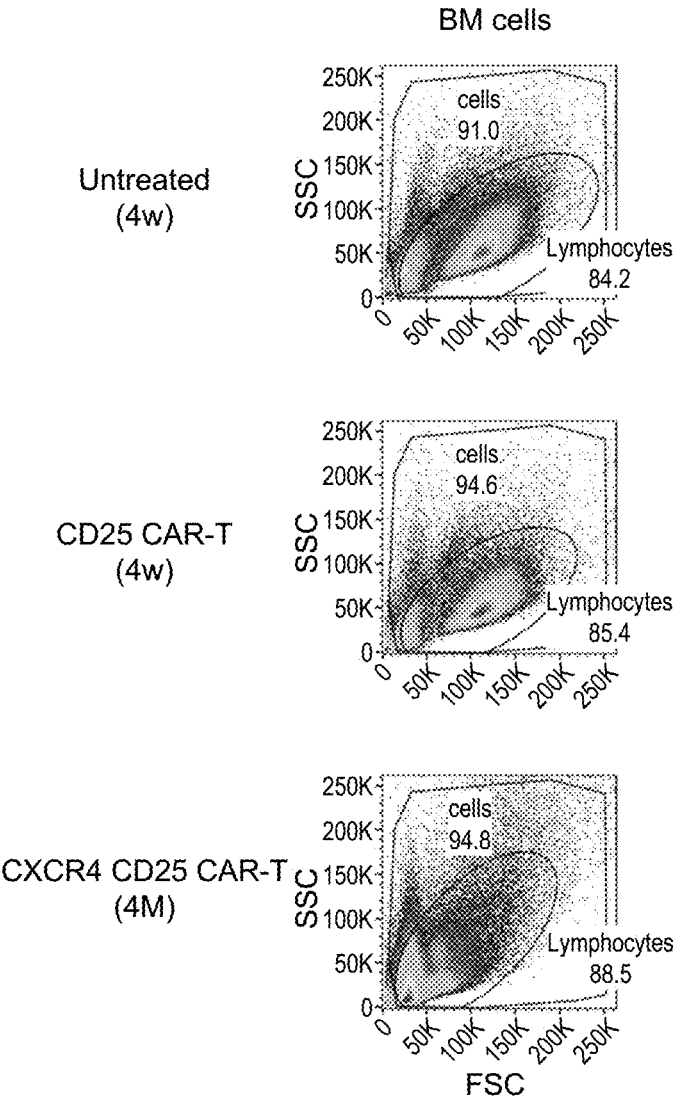 BM cells
Untreated
(4w)
SSC
250K
200K
150K
100K
50K
0
cells
91.0
Lymphocytes
84.2
0
50K
100K
150K
200K
250K
CD25 CAR-T
(4w)
SSC
250K
200K
150K
100K
50K
0
cells
94.6
Lymphocytes
85.4
0
50K
100K
150K
200K
250K
CXCR4 CD25 CAR-T
(4M)
SSC
250K
200K
150K
100K
50K
0
cells
94.8
Lymphocytes
88.5
0
50K
100K
150K
200K
250K
FSC